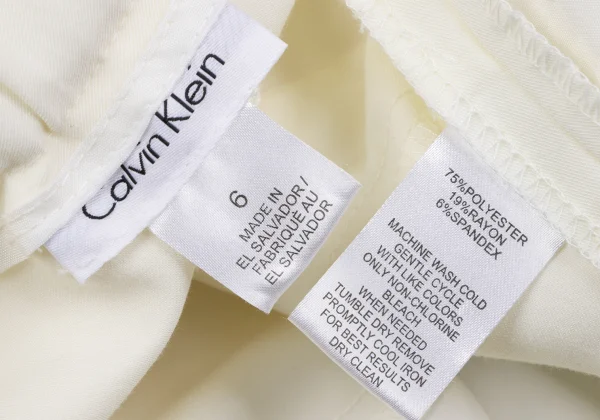 Calvin Klein
6
MADE IN
EL SALVADOR/
FABRIQUE AU
EL SALVADOR
75%POLYESTER
19%RAYON
6%SPANDEX
MACHINE WASH COLD
GENTLE CYCLE
WITH LIKE COLORS
ONLY NON-CHLORINE
BLEACH
WHEN NEEDED
TUMBLE DRY REMOVE
PROMPTLY COOL IRON
FOR BEST RESULTS
DRY CLEAN